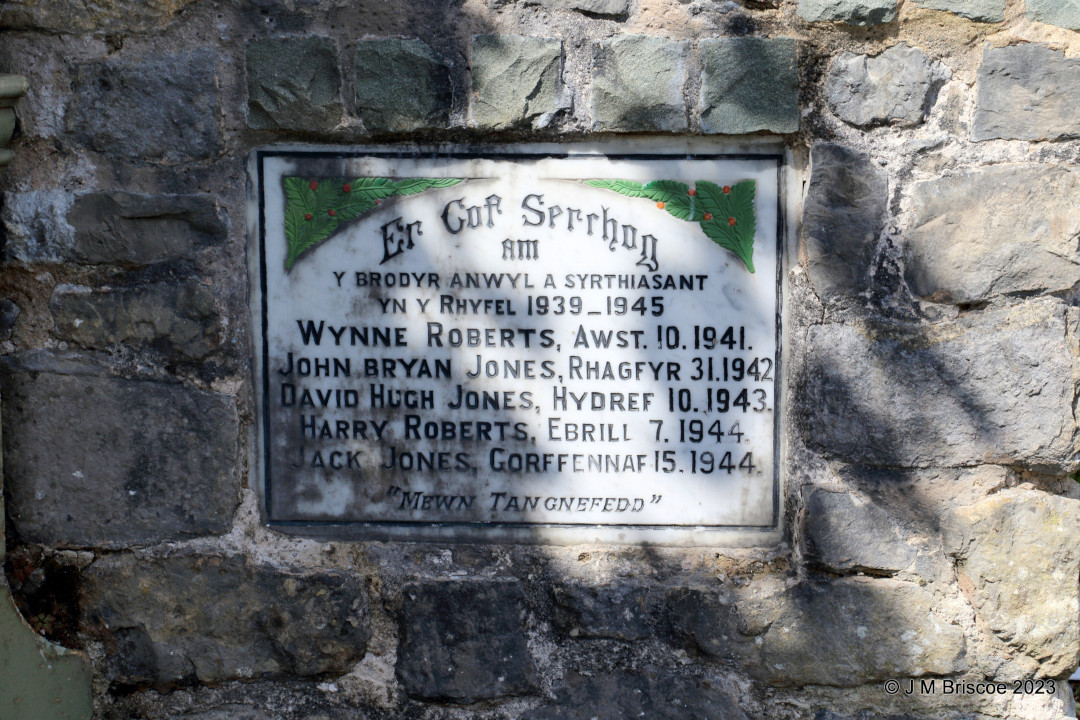 Er Cof Serchog
am
Y BRODYR ANWYL A SYRTHIASANT
YN Y RHYFEL 1939-1945
WYNNE ROBERTS, AWST. 10. 1941.
JOHN BRYAN JONES, RHAGFYR 31. 1942
DAVID HUGH JONES, HYDREF 10. 1943.
HARRY ROBERTS, EBRILL 7. 1944.
JACK JONES, GORFFENNAF 15. 1944.
"MEWN TANGNEFEDD"
© J M Briscoe 2023